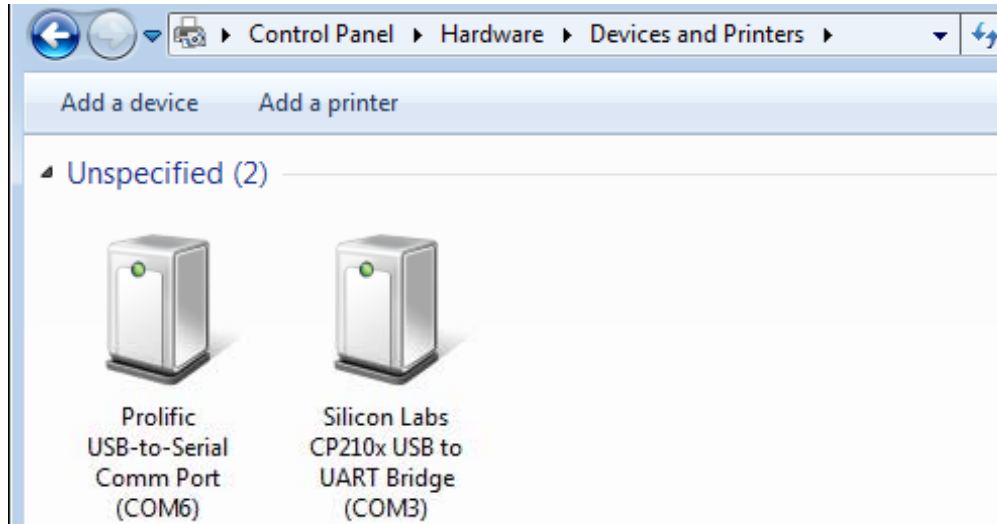 Control Panel Hardware Devices and Printers
Add a device Add a printer
Unspecified (2)
Prolific
USB-to-Serial
Comm Port
(COM6)
Silicon Labs
CP210x USB to
UART Bridge
(COM3)